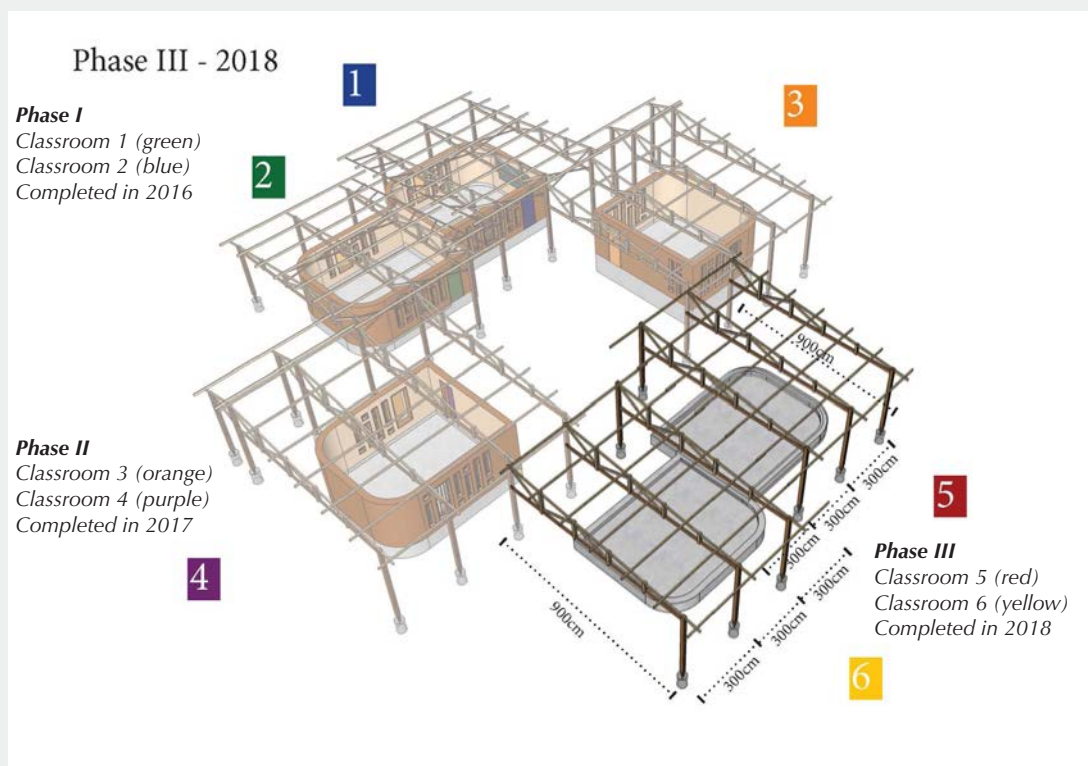 Phase III - 2018
1
3
Phase I
Classroom 1 (green)
Classroom 2 (blue)
Completed in 2016
2
900cm
Phase II
Classroom 3 (orange)
Classroom 4 (purple)
Completed in 2017
4
300cm
300cm
300cm
5
Phase III
Classroom 5 (red)
Classroom 6 (yellow)
Completed in 2018
900cm
300cm
300cm
300cm
6